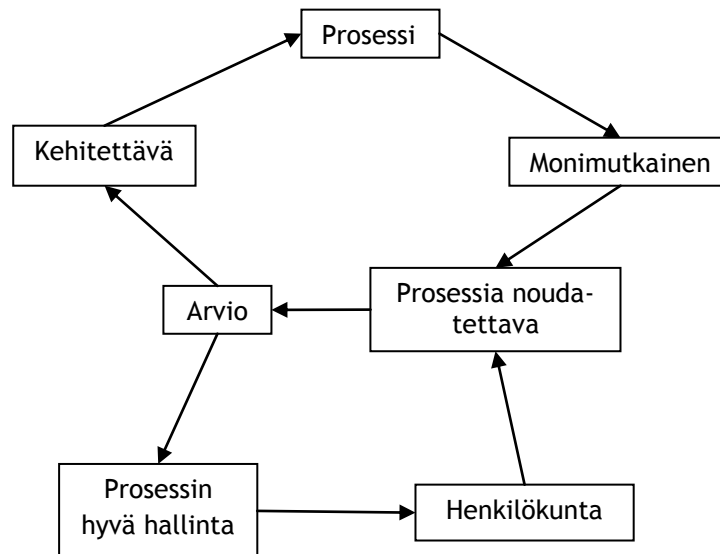 Prosessi
Kehitettävä
Monimutkainen
Arvio
Prosessia nouda-
tettava
Prosessin
hyvä hallinta
Henkilökunta